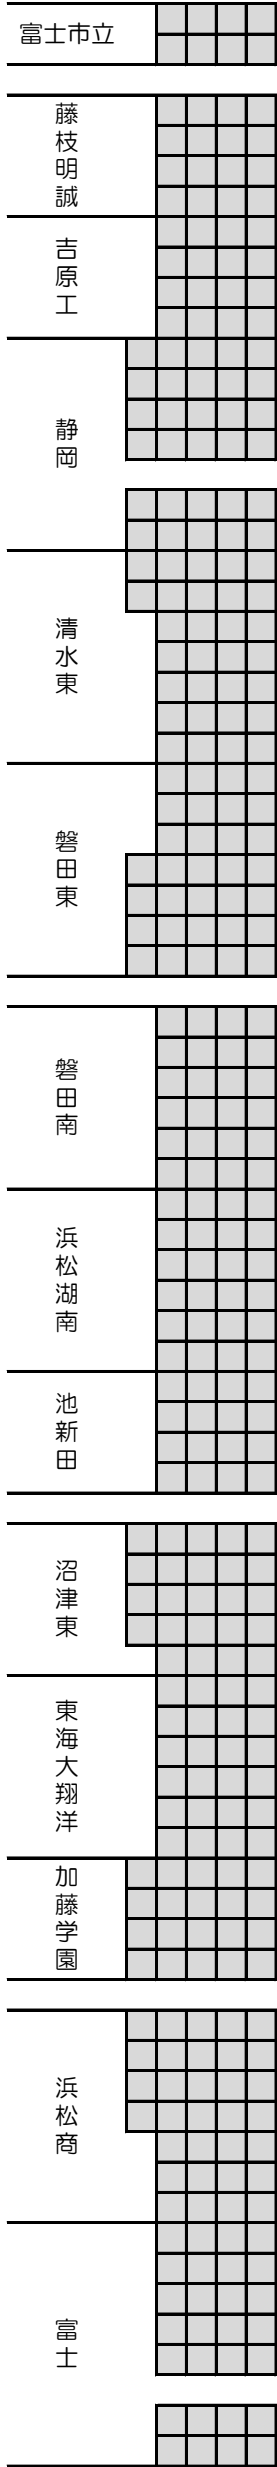 富士市立
藤枝明誠
吉原工
静岡
清水東
磐田東
磐田南
浜松湖南
池新田
沼津東
東海大翔洋
加藤学園
浜松商
富士